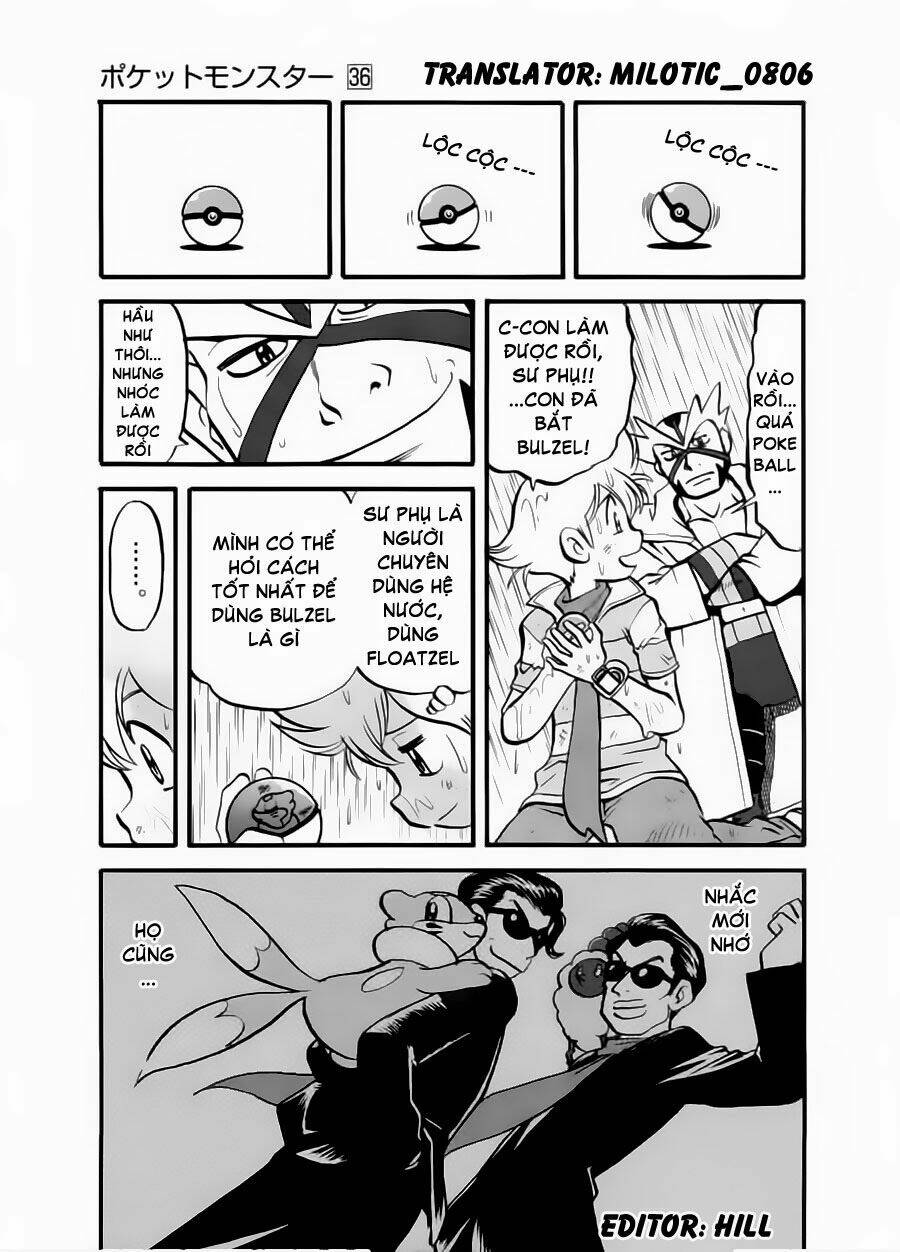 ポケットモンスター 36
TRANSLATOR: MILOTIC_0806
LỘC CỘC ---
LỘC CỘC ---
VÀO
RỒI...
QUẢ
POKE
BALL
...
C-CON LÀM
ĐƯỢC RỒI,
SƯ PHỤ!!
...CON ĐÃ
BẮT
BULZEL!
HẦU
NHƯ
THÔI...
NHƯNG
NHÓC
LÀM
ĐƯỢC
RỒI
SƯ PHỤ LÀ
NGƯỜI
CHUYÊN
DÙNG HỆ
NƯỚC,
DÙNG
FLOATZEL
MÌNH CÓ THỂ
HỎI CÁCH
TỐT NHẤT ĐỂ
DÙNG BULZEL
LÀ GÌ
......。
NHẮC
MỚI
NHỚ
HỌ
CŨNG
...
EDITOR: HILL